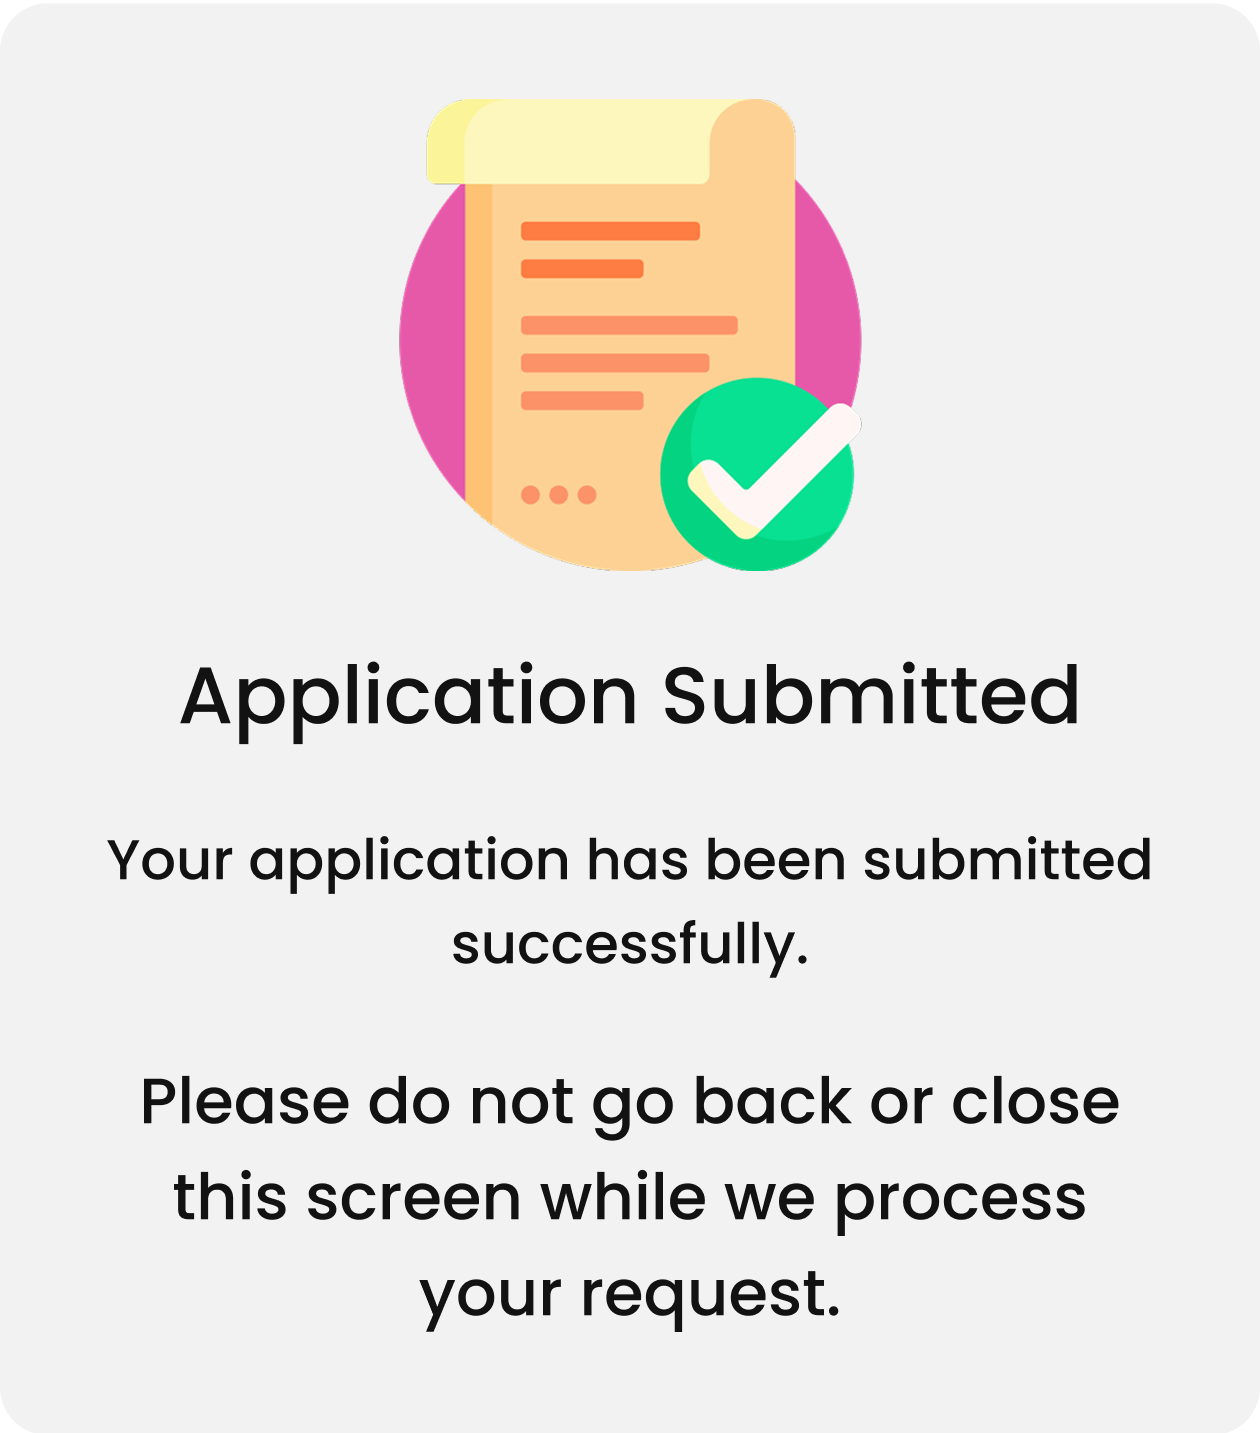 Application Submitted
Your application has been submitted
successfully.
Please do not go back or close
this screen while we process
your request.